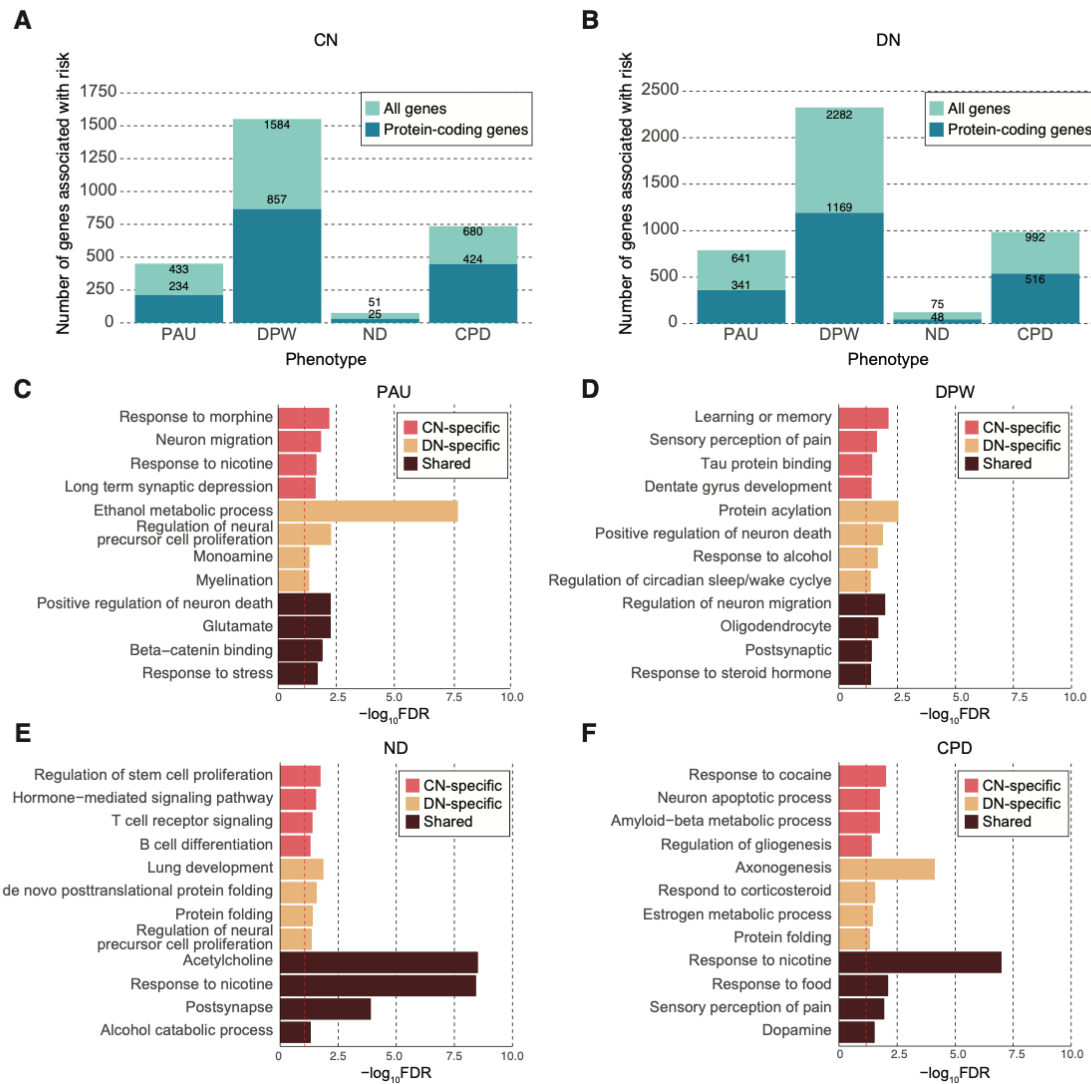 A
CN
Number of genes associated with risk
1750
1500
1250
1000
750
500
250
0
All genes
Protein-coding genes
433
234
1584
857
51
25
680
424
PAU DPW ND CPD
Phenotype
B
DN
Number of genes associated with risk
2500
2000
1500
1000
500
0
All genes
Protein-coding genes
641
341
2282
1169
75
48
992
516
PAU DPW ND CPD
Phenotype
C
PAU
Response to morphine
Neuron migration
Response to nicotine
Long term synaptic depression
Ethanol metabolic process
Regulation of neural
precursor cell proliferation
Monoamine
Myelination
Positive regulation of neuron death
Glutamate
Beta−catenin binding
Response to stress
CN-specific
DN-specific
Shared
0 2.5 5.0 7.5 10.0
−log10FDR
D
DPW
Learning or memory
Sensory perception of pain
Tau protein binding
Dentate gyrus development
Protein acylation
Positive regulation of neuron death
Response to alcohol
Regulation of circadian sleep/wake cyclye
Regulation of neuron migration
Oligodendrocyte
Postsynaptic
Response to steroid hormone
CN-specific
DN-specific
Shared
0 2.5 5.0 7.5 10.0
−log10FDR
E
ND
Regulation of stem cell proliferation
Hormone−mediated signaling pathway
T cell receptor signaling
B cell differentiation
Lung development
de novo posttranslational protein folding
Protein folding
Regulation of neural
precursor cell proliferation
Acetylcholine
Response to nicotine
Postsynapse
Alcohol catabolic process
CN-specific
DN-specific
Shared
0 2.5 5.0 7.5 10.0
−log10FDR
F
CPD
Response to cocaine
Neuron apoptotic process
Amyloid−beta metabolic process
Regulation of gliogenesis
Axonogenesis
Respond to corticosteroid
Estrogen metabolic process
Protein folding
Response to nicotine
Response to food
Sensory perception of pain
Dopamine
CN-specific
DN-specific
Shared
0 2.5 5.0 7.5 10.0
−log10FDR